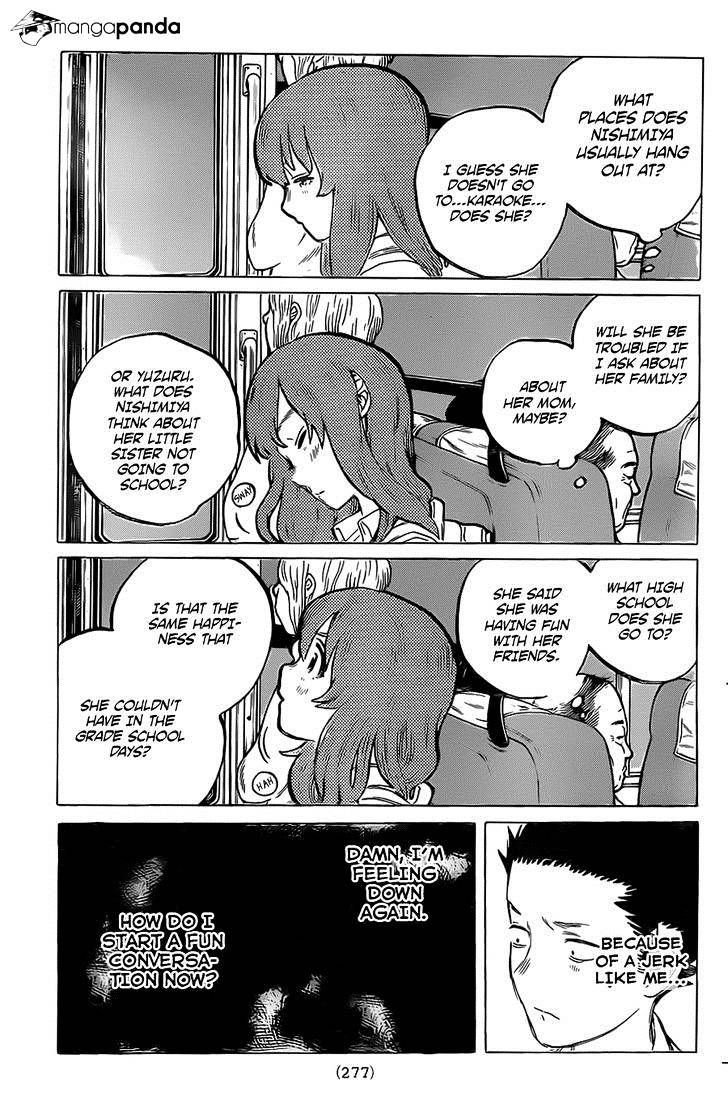 mangapanda
WHAT
PLACES DOES
NISHIMIYA
USUALLY HANG
OUT AT?
I GUESS SHE
DOESN'T GO
TO...KARAOKE...
DOES SHE?
WILL SHE BE
TROUBLED IF
I ASK ABOUT
HER FAMILY?
ABOUT
HER MOM,
MAYBE?
OR YUZURU.
WHAT DOES
NISHIMIYA
THINK ABOUT
HER LITTLE
SISTER NOT
GOING TO
SCHOOL?
SWAY
WHAT HIGH
SCHOOL
DOES SHE
GO TO?
SHE SAID
SHE WAS
HAVING FUN
WITH HER
FRIENDS.
IS THAT THE
SAME HAPPI-
NESS THAT
SHE COULDN'T
HAVE IN THE
GRADE SCHOOL
DAYS?
HAH
BECAUSE
OF A JERK
LIKE ME...
DAMN, I'M
FEELING
DOWN
AGAIN.
HOW DO I
START A FUN
CONVERSA-
TION NOW?
(277)